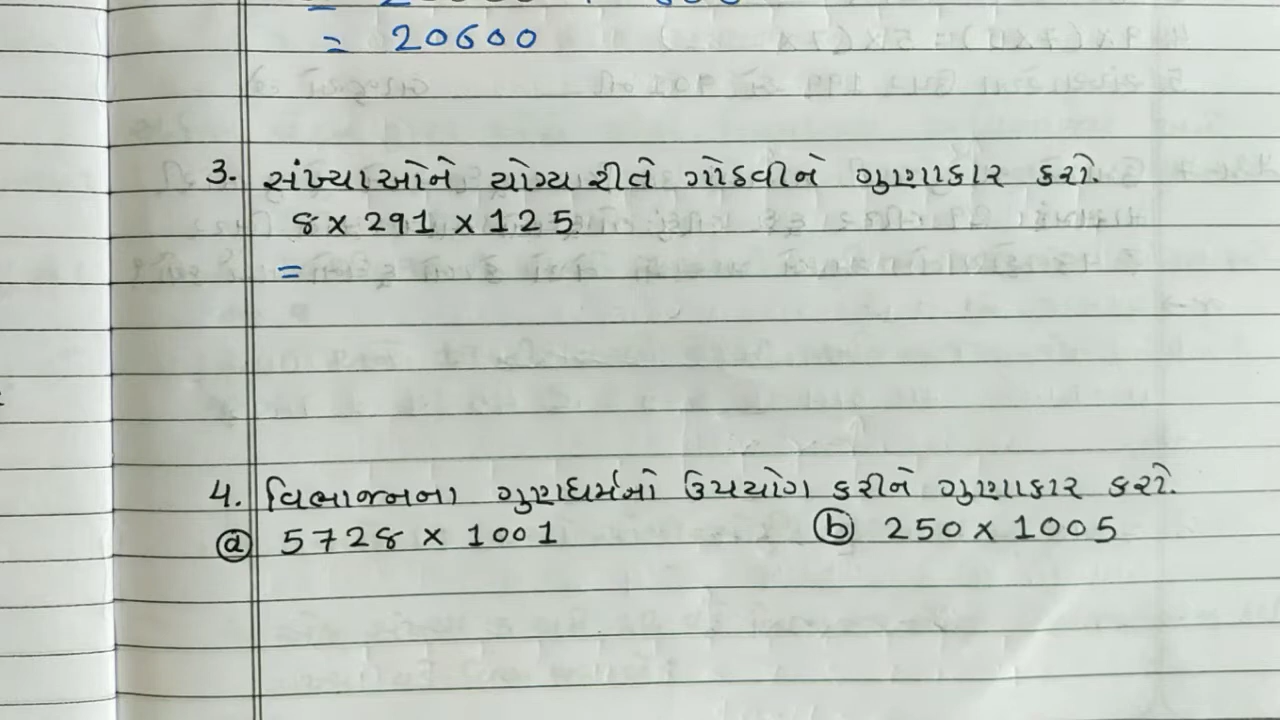 = 20600
3. સંખ્યાઓને યોગ્ય રીતે ગોઠવીને ગુણાકાર કરો.
8 × 291 × 125
=
4. વિભાજનના ગુણધર્મનો ઉપયોગ કરીને ગુણાકાર કરો.
ⓐ 5728 × 1001 ⓑ 250 × 1005